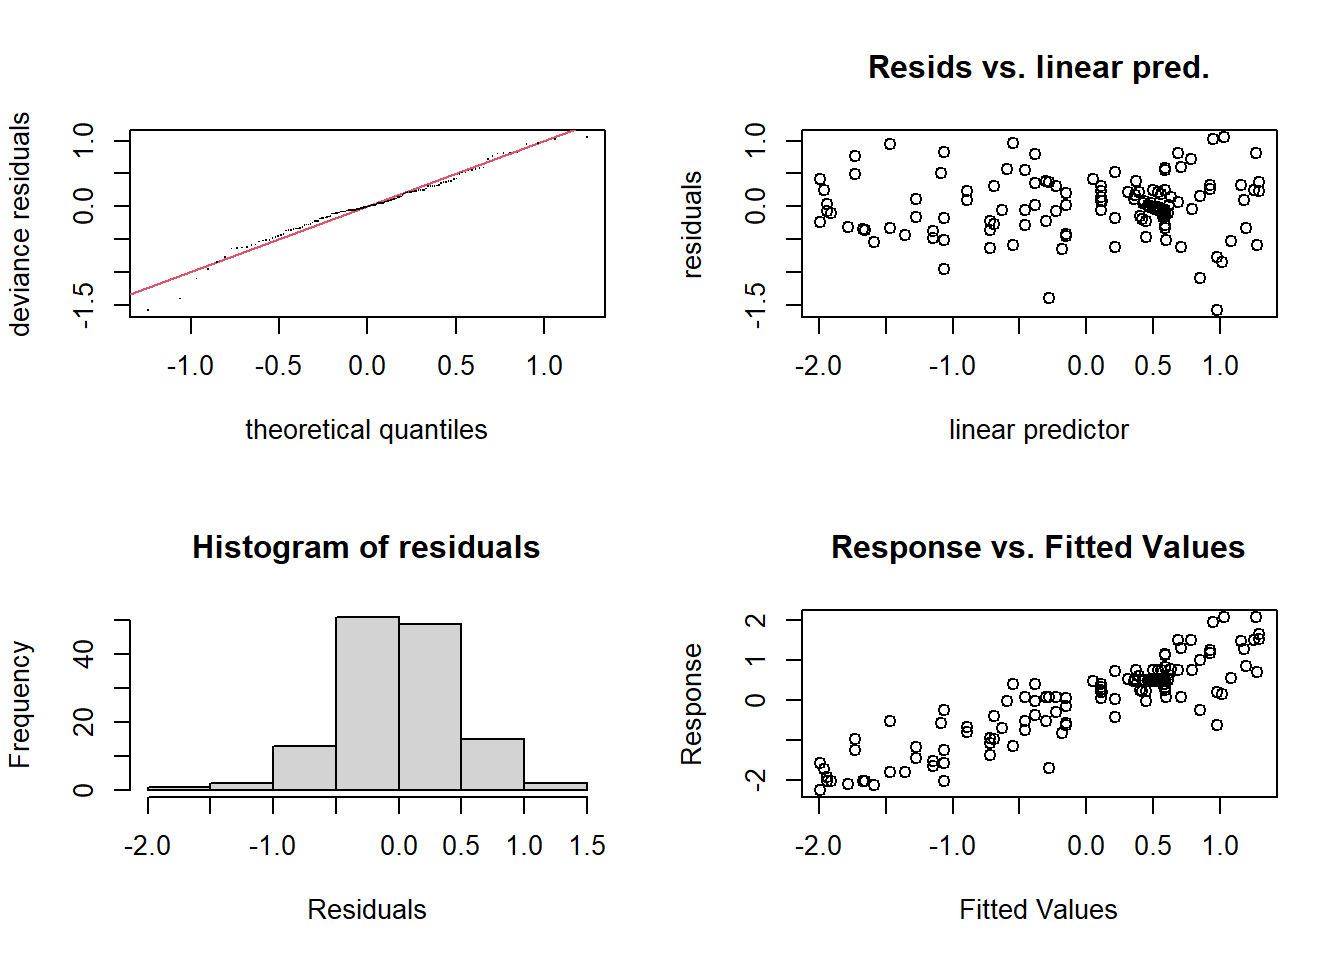 deviance residuals
1.0
0.0
-1.5
-1.0 -0.5 0.0 0.5 1.0
theoretical quantiles
Resids vs. linear pred.
residuals
1.0
0.0
-1.5
-2.0 -1.0 0.0 0.5 1.0
linear predictor
Histogram of residuals
Frequency
40
20
0
-2.0 -1.0 0.0 0.5 1.0 1.5
Residuals
Response vs. Fitted Values
Response
2
1
0
-2
-2.0 -1.0 0.0 0.5 1.0
Fitted Values